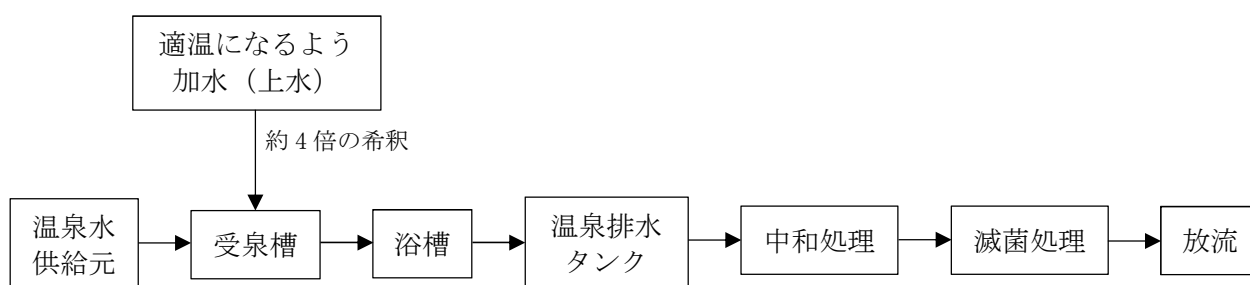 適温になるよう
加水（上水）
約4倍の希釈
温泉水
供給元
受泉槽
浴槽
温泉排水
タンク
中和処理
滅菌処理
放流